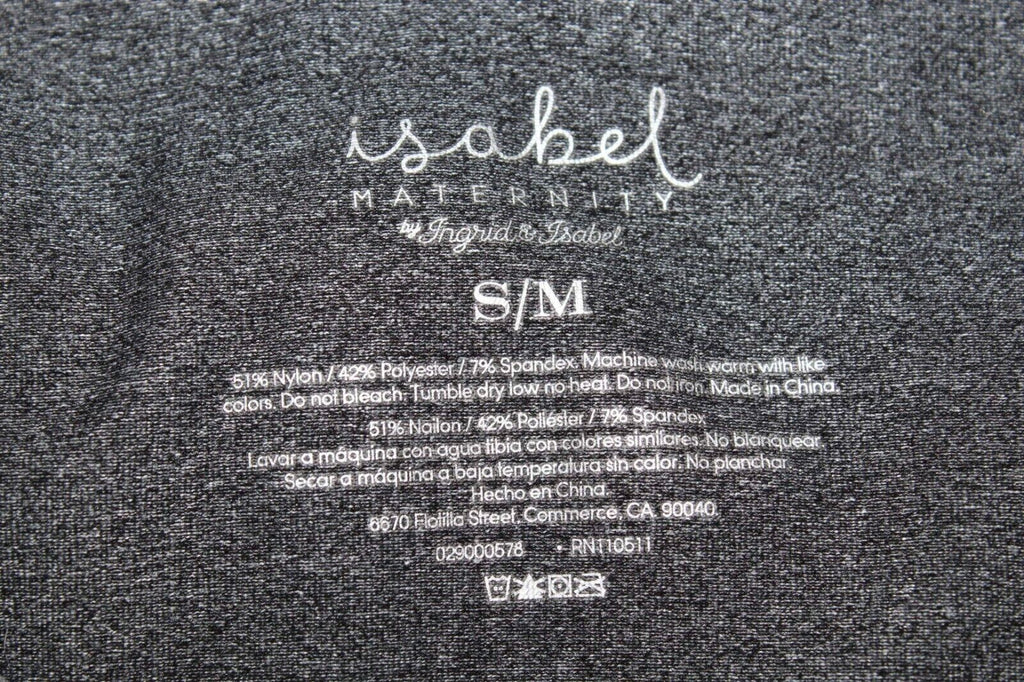 isabel
MATERNITY
by Ingrid & Isabel
S/M
51% Nylon / 42% Polyester / 7% Spandex. Machine wash warm with like
colors. Do not bleach. Tumble dry low no heat. Do not iron. Made in China.
51% Nailon / 42% Poliéster / 7% Spandex
Lavar a máquina con agua tibia con colores similares. No blanquear.
Secar a máquina a baja temperatura sin calor. No planchar.
Hecho en China.
6670 Flotilla Street, Commerce, CA 90040.
029000578 • RN110511